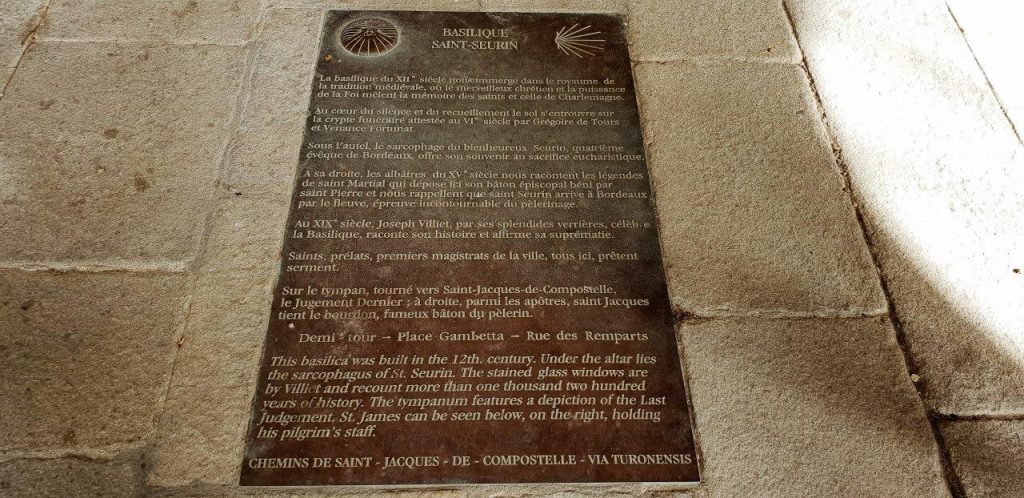 BASILIQUE
SAINT-SEURIN
La basilique du XIIe siècle nous immerge dans le royaume de
la tradition médiévale, où le merveilleux chrétien et la puissance
de la Foi mêlent la mémoire des saints et celle de Charlemagne.
Au cœur du silence et du recueillement le sol s'entrouvre sur
la crypte funéraire attestée au VIe siècle par Grégoire de Tours
et Venance Fortunat.
Sous l'autel, le sarcophage du bienheureux Seurin, quatrième
évêque de Bordeaux, offre son souvenir au sacrifice eucharistique.
A sa droite, les albâtres du XVe siècle nous racontent les légendes
de saint Martial qui dépose ici son bâton épiscopal béni par
saint Pierre et nous rappellent que saint Seurin arrive à Bordeaux
par le fleuve, épreuve incontournable du pèlerinage.
Au XIXe siècle, Joseph Villiet, par ses splendides verrières, célèbre
la Basilique, raconte son histoire et affirme sa suprématie.
Saints, prélats, premiers magistrats de la ville, tous ici, prêtent
serment.
Sur le tympan, tourné vers Saint-Jacques-de-Compostelle,
le Jugement Dernier ; à droite, parmi les apôtres, saint Jacques
tient le bourdon, fameux bâton du pèlerin.
Demi - tour → Place Gambetta → Rue des Remparts
This basilica was built in the 12th. century. Under the altar lies
the sarcophagus of St. Seurin. The stained glass windows are
by Villiet and recount more than one thousand two hundred
years of history. The tympanum features a depiction of the Last
Judgement. St. James can be seen below, on the right, holding
his pilgrim's staff.
CHEMINS DE SAINT - JACQUES - DE - COMPOSTELLE - VIA TURONENSIS